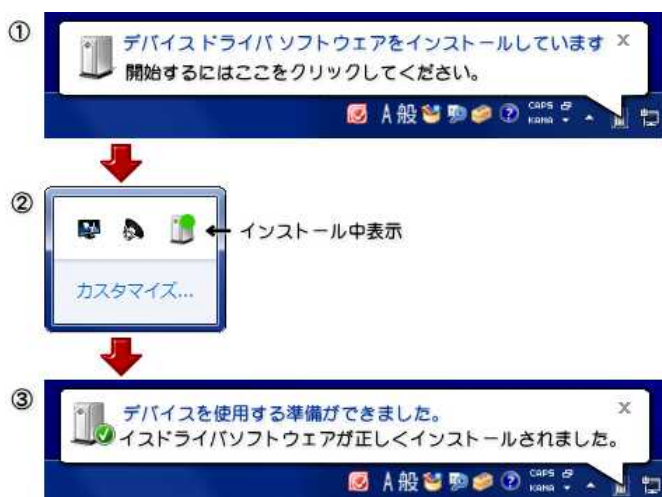 ①
デバイスドライバ ソフトウェアをインストールしています x
開始するにはここをクリックしてください。
A 般 ? CAPS KANA
②
← インストール中表示
カスタマイズ...
③
デバイスを使用する準備ができました。 x
イスドライバソフトウェアが正しくインストールされました。
A 般 ? CAPS KANA